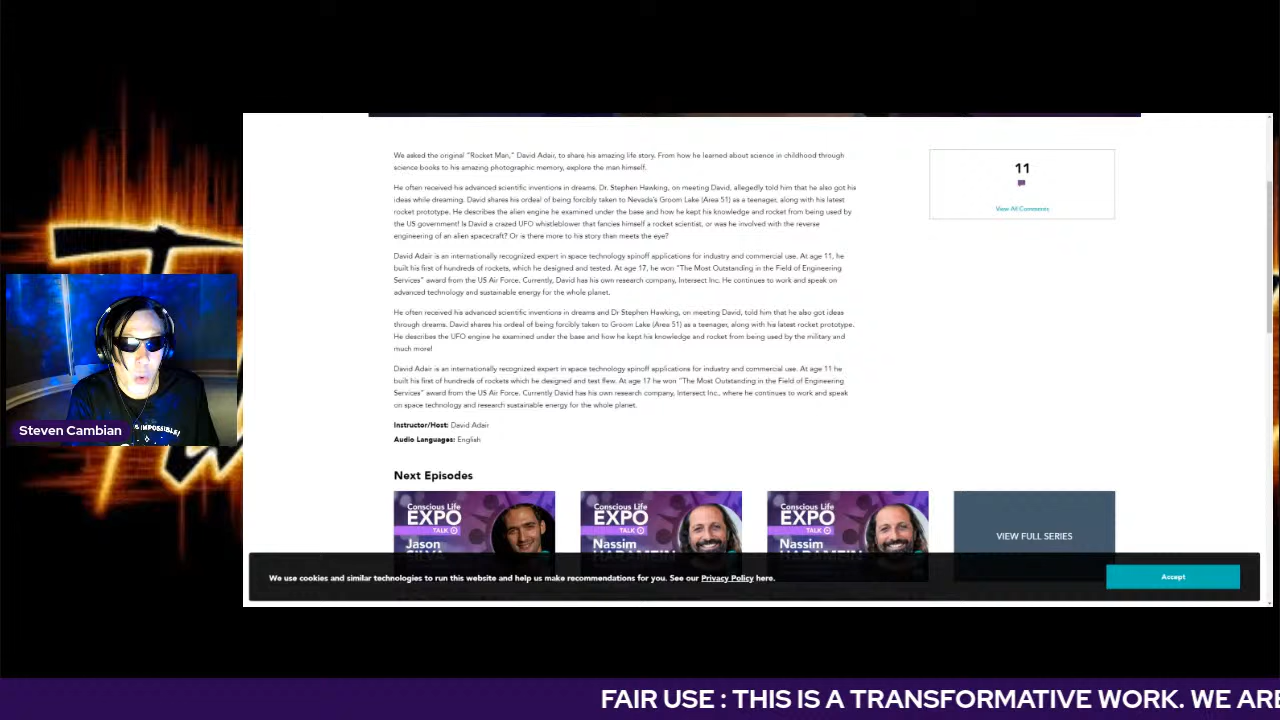 We asked the original "Rocket Man," David Adair, to share his amazing life story. From how he learned about science in childhood through
science books to his amazing photographic memory, explore the man himself.
He often received his advanced scientific inventions in dreams. Dr. Stephen Hawking, on meeting David, allegedly told him that he also got his
ideas while dreaming. David shares his ordeal of being forcibly taken to Nevada's Groom Lake (Area 51) as a teenager, along with his latest
rocket prototype. He describes the alien engine he examined under the base and how he kept his knowledge and rocket from being used by
the US government! Is David a crazed UFO whistleblower that fancies himself a rocket scientist, or was he involved with the reverse
engineering of an alien spacecraft? Or is there more to his story than meets the eye?
David Adair is an internationally recognized expert in space technology spinoff applications for industry and commercial use. At age 11, he
built his first of hundreds of rockets, which he designed and tested. At age 17, he won "The Most Outstanding in the Field of Engineering
Services" award from the US Air Force. Currently, David has his own research company, Intersect Inc. He continues to work and speak on
advanced technology and sustainable energy for the whole planet.
He often received his advanced scientific inventions in dreams and Dr Stephen Hawking, on meeting David, told him that he also got ideas
through dreams. David shares his ordeal of being forcibly taken to Groom Lake (Area 51) as a teenager, along with his latest rocket prototype.
He describes the UFO engine he examined under the base and how he kept his knowledge and rocket from being used by the military and
much more!
David Adair is an internationally recognized expert in space technology spinoff applications for industry and commercial use. At age 11 he
built his first of hundreds of rockets which he designed and test flew. At age 17 he won "The Most Outstanding in the Field of Engineering
Services" award from the US Air Force. Currently David has his own research company, Intersect Inc., where he continues to work and speak
on space technology and research sustainable energy for the whole planet.
Instructor/Host: David Adair
Audio Languages: English
11
View All Comments
Next Episodes
Conscious Life
EXPO
TALK
Jason
SILVA
Conscious Life
EXPO
TALK
Nassim
HARAMEIN
Conscious Life
EXPO
TALK
Nassim
HARAMEIN
VIEW FULL SERIES
We use cookies and similar technologies to run this website and help us make recommendations for you. See our Privacy Policy here.
Accept
IMPOSSIBLE!
Steven Cambian
FAIR USE : THIS IS A TRANSFORMATIVE WORK. WE ARE